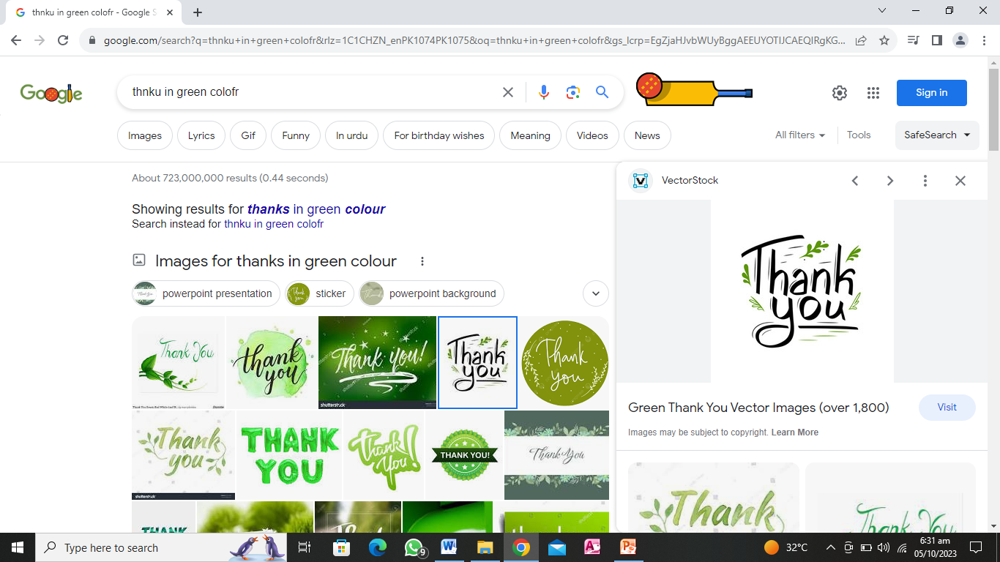 thnku in green colofr - Google S
google.com/search?q=thnku+in+green+colofr&rlz=1C1CHZN_enPK1074PK1075&oq=thnku+in+green+colofr&gs_lcrp=EgZjaHJvbWUyBggAEEUYOTIJCAEQIRgKG...
Google
thnku in green colofr
Sign in
Images Lyrics Gif Funny In urdu For birthday wishes Meaning Videos News
All filters Tools SafeSearch
About 723,000,000 results (0.44 seconds)
Showing results for thanks in green colour
Search instead for thnku in green colofr
Images for thanks in green colour
powerpoint presentation sticker powerpoint background
Thank You
thank you
Thank you!
shutterstock
Thank you
Thank you
Thank you
shutterstock
THANK YOU
thank You!
THANK YOU!
Thank You
THANK
VectorStock
Thank
you
Green Thank You Vector Images (over 1,800)
Visit
Images may be subject to copyright. Learn More
Thank
Thank You
Type here to search
9
32°C
6:31 am
05/10/2023